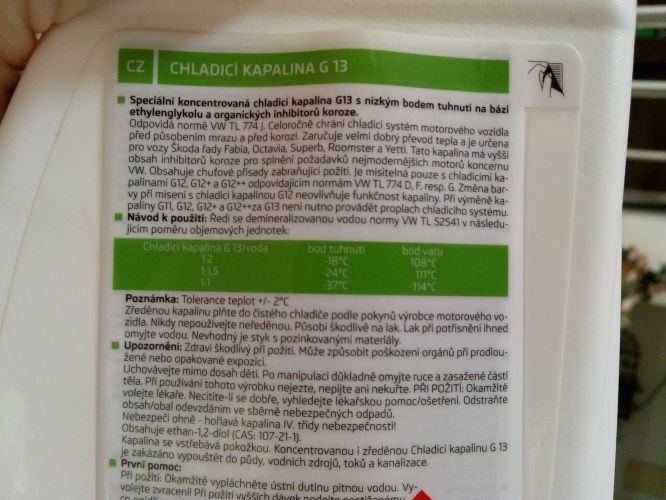 CZ CHLADICÍ KAPALINA G 13
Speciální koncentrovaná chladicí kapalina G13 s nízkým bodem tuhnutí na bázi
ethylenglykolu a organických inhibitorů koroze.
Odpovídá normě VW TL 774 J. Celoročně chrání chladicí systém motorového vozidla
před působením mrazu a před korozí. Zaručuje velmi dobrý převod tepla a je určena
pro vozy Škoda řady Fabia, Octavia, Superb, Roomster a Yetti. Tato kapalina má vyšší
obsah inhibitorů koroze pro splnění požadavků nejmodernějších motorů koncernu
VW. Obsahuje chuťové přísady zabraňující požití. Je mísitelná pouze s chladicími ka-
palinami G12, G12+ a G12++ odpovídajícím normám VW TL 774 D, F, resp. G. Změna bar-
vy při mísení s chladicí kapalinou G12 neovlivňuje funkčnost kapaliny. Při výměně ka-
paliny G11, G12, G12+ a G12++za G13 není nutno provádět proplach chladicího systému.
Návod k použití: Ředí se demineralizovanou vodou normy VW TL 52541 v následu-
jícím poměru objemových jednotek:
Chladicí kapalina G 13/voda bod tuhnutí bod varu
1:2 -18°C 108°C
1:1,5 -24°C 111°C
1:1 -37°C 114°C
Poznámka: Tolerance teplot +/- 2°C
Zředěnou kapalinu plňte do čistého chladiče podle pokynů výrobce motorového vo-
zidla. Nikdy nepoužívejte neředěnou. Působí škodlivě na lak. Lak při potřísnění ihned
omyjte vodou. Nevhodný je styk s pozinkovanými materiály.
Upozornění: Zdraví škodlivý při požití. Může způsobit poškození orgánů při prodlou-
žené nebo opakované expozici.
Uchovávejte mimo dosah dětí. Po manipulaci důkladně omyjte ruce a zasažené části
těla. Při používání tohoto výrobku nejezte, nepijte ani nekuřte. PŘI POŽITÍ: Okamžitě
volejte lékaře. Necítíte-li se dobře, vyhledejte lékařskou pomoc/ošetření. Odstraňte
obsah/obal odevzdáním ve sběrně nebezpečných odpadů.
Nebezpečí ohně - hořlavá kapalina IV. třídy nebezpečnosti!
Obsahuje ethan-1,2-diol (CAS: 107-21-1).
Kapalina se vstřebává pokožkou. Koncentrovanou i zředěnou Chladicí kapalinu G 13
je zakázáno vypouštět do půdy, vodních zdrojů, toků a kanalizace.
První pomoc:
Při požití: Okamžitě vypláchněte ústní dutinu pitnou vodou. Vy-
volejte zvracení! Při požití vyšších dávek podejte postiženému